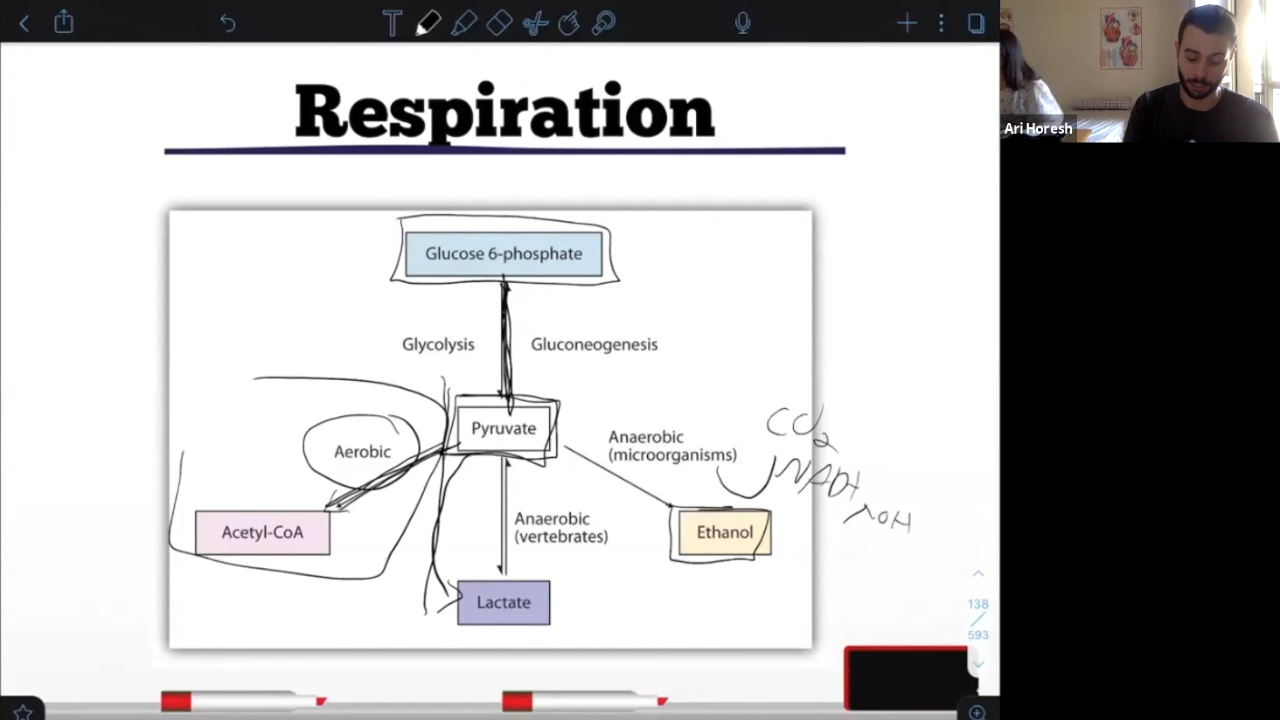 Respiration
Ari Horesh
Glucose 6-phosphate
Glycolysis
Gluconeogenesis
Pyruvate
Aerobic
Anaerobic
(microorganisms)
CO2
NAD+
Acetyl-CoA
Anaerobic
(vertebrates)
Ethanol
Lactate
138
593